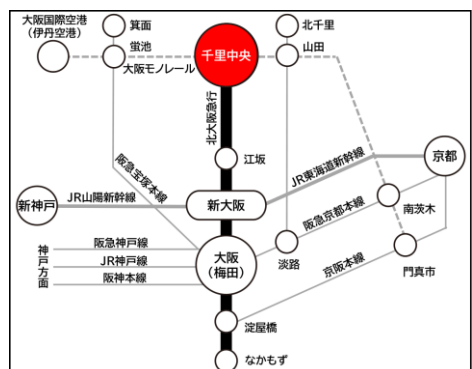 大阪国際空港
（伊丹空港）
箕面
北千里
蛍池
千里中央
山田
大阪モノレール
北大阪急行
江坂
阪急宝塚本線
JR東海道新幹線
京都
新神戸
JR山陽新幹線
新大阪
南茨木
阪急京都本線
神戸方面
阪急神戸線
JR神戸線
阪神本線
大阪
（梅田）
淡路
京阪本線
門真市
淀屋橋
なかもず